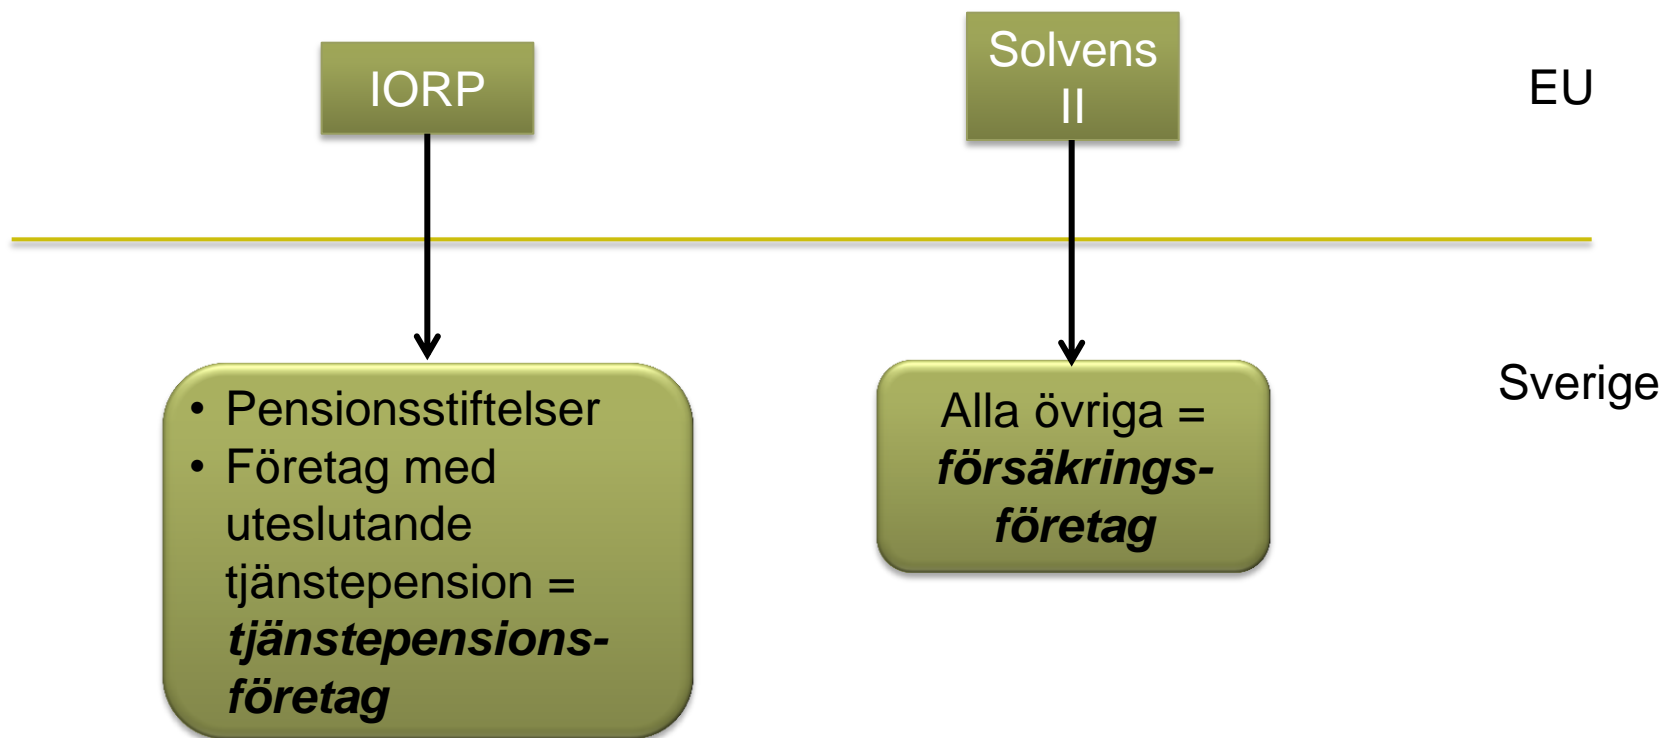 IORP
Solvens
II
EU
• Pensionsstiftelser
• Företag med
uteslutande
tjänstepension =
tjänstepensions-
företag
Alla övriga =
försäkrings-
företag
Sverige